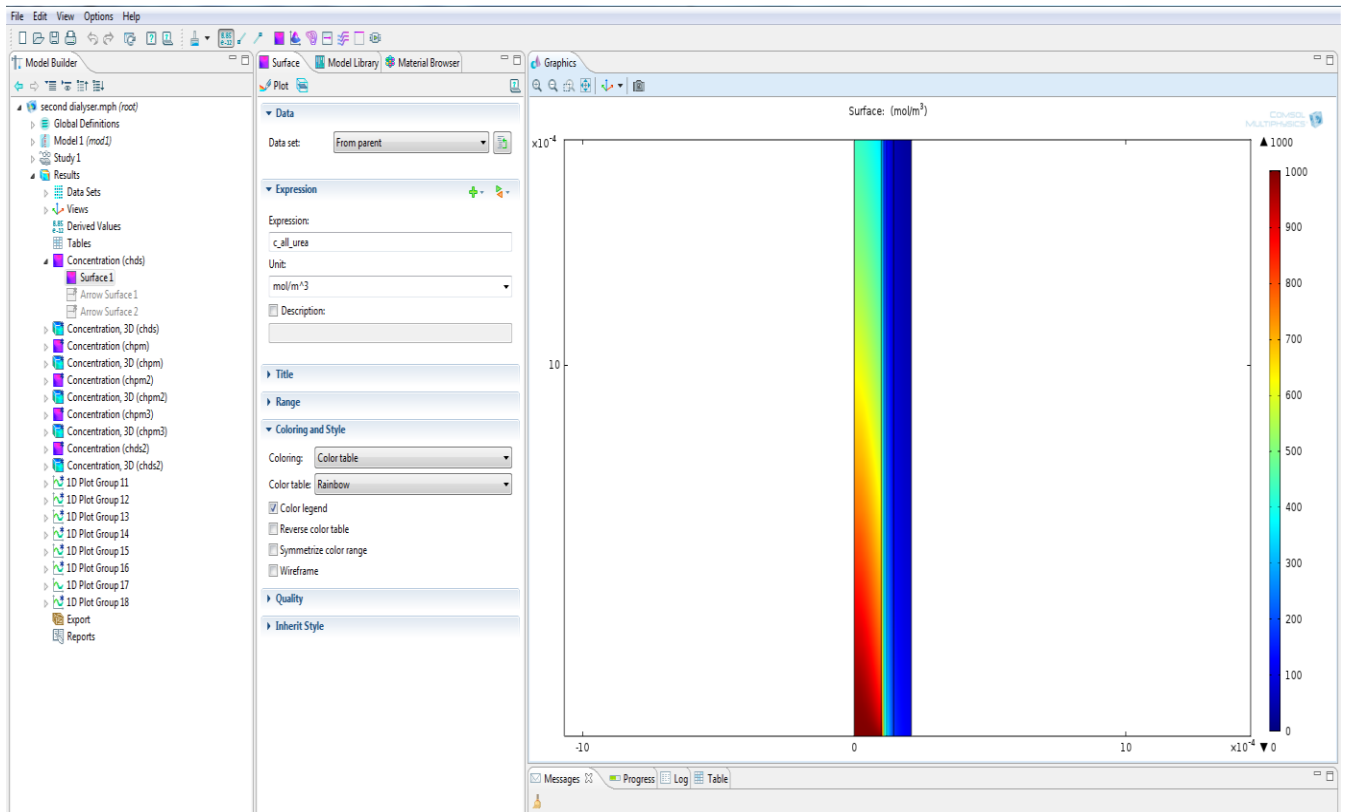 File Edit View Options Help
Model Builder
second dialyser.mph (root)
Global Definitions
Model 1 (mod1)
Study 1
Results
Data Sets
Views
8.85
e-12
Derived Values
Tables
Concentration (chds)
Surface 1
Arrow Surface 1
Arrow Surface 2
Concentration, 3D (chds)
Concentration (chpm)
Concentration, 3D (chpm)
Concentration (chpm2)
Concentration, 3D (chpm2)
Concentration (chpm3)
Concentration, 3D (chpm3)
Concentration (chds2)
Concentration, 3D (chds2)
1D Plot Group 11
1D Plot Group 12
1D Plot Group 13
1D Plot Group 14
1D Plot Group 15
1D Plot Group 16
1D Plot Group 17
1D Plot Group 18
Export
Reports
Surface Model Library Material Browser
Plot
Data
Data set: From parent
Expression
Expression:
c_all_urea
Unit:
mol/m^3
Description:
Title
Range
Coloring and Style
Coloring: Color table
Color table: Rainbow
Color legend
Reverse color table
Symmetrize color range
Wireframe
Quality
Inherit Style
Graphics
Surface: (mol/m³)
COMSOL
MULTIPHYSICS
x10⁻⁴
▲ 1000
1000
900
800
700
10
600
500
400
300
200
100
0
-10 0 10 x10⁻⁴ ▼ 0
Messages Progress Log Table